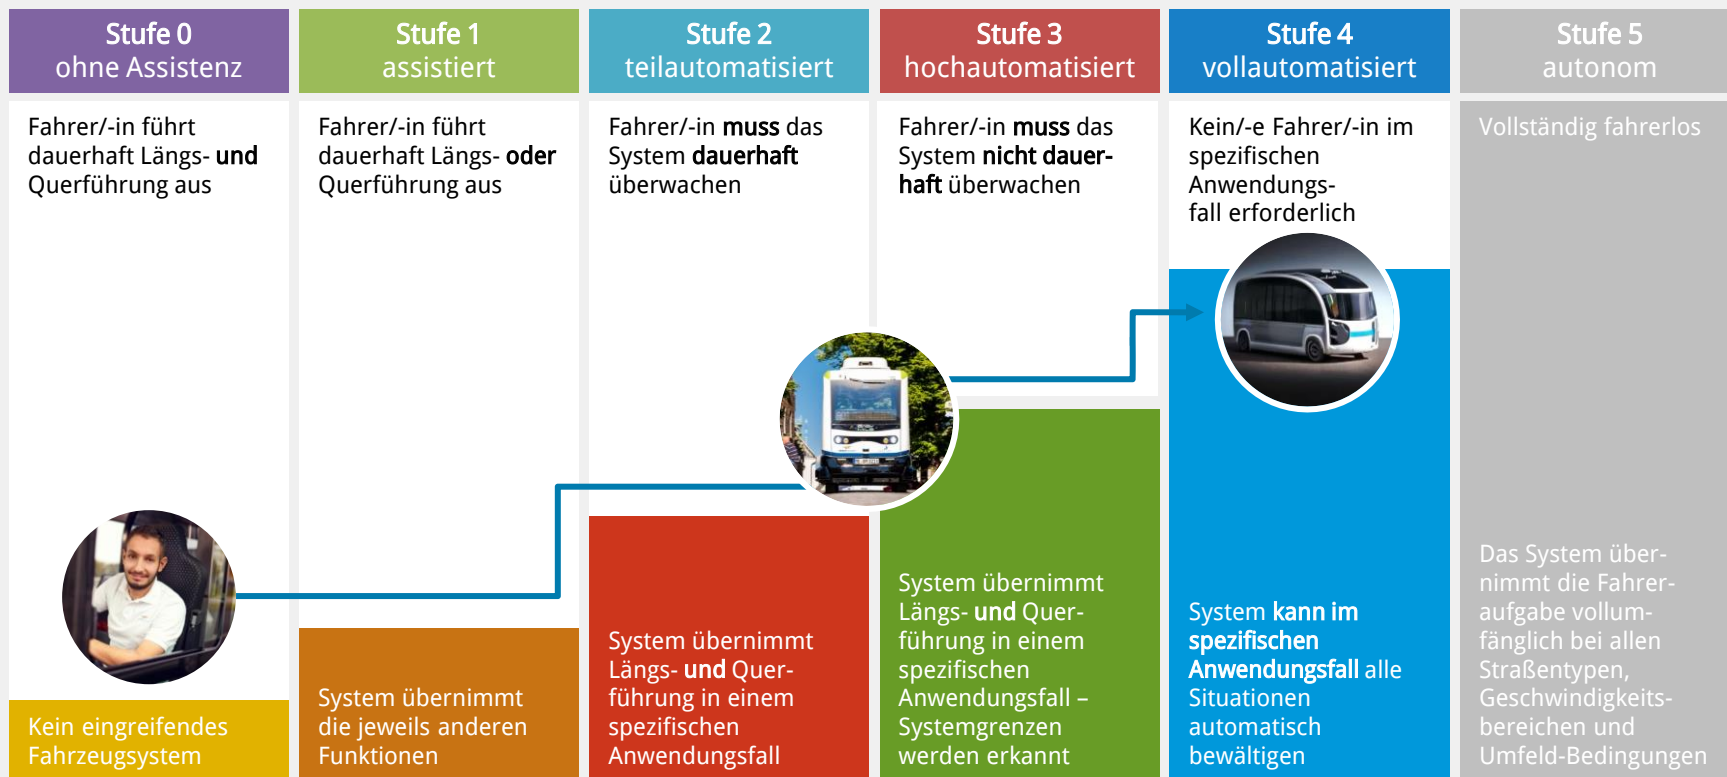 Stufe 0
ohne Assistenz
Fahrer/-in führt
dauerhaft Längs- und
Querführung aus
Kein eingreifendes
Fahrzeugsystem
Stufe 1
assistiert
Fahrer/-in führt
dauerhaft Längs- oder
Querführung aus
System übernimmt
die jeweils anderen
Funktionen
Stufe 2
teilautomatisiert
Fahrer/-in muss das
System dauerhaft
überwachen
System übernimmt
Längs- und Quer-
führung in einem
spezifischen
Anwendungsfall
Stufe 3
hochautomatisiert
Fahrer/-in muss das
System nicht dauer-
haft überwachen
System übernimmt
Längs- und Quer-
führung in einem
spezifischen
Anwendungsfall –
Systemgrenzen
werden erkannt
Stufe 4
vollautomatisiert
Kein/-e Fahrer/-in im
spezifischen
Anwendungs-
fall erforderlich
System kann im
spezifischen
Anwendungsfall alle
Situationen
automatisch
bewältigen
Stufe 5
autonom
Vollständig fahrerlos
Das System über-
nimmt die Fahrer-
aufgabe vollum-
fänglich bei allen
Straßentypen,
Geschwindigkeits-
bereichen und
Umfeld-Bedingungen